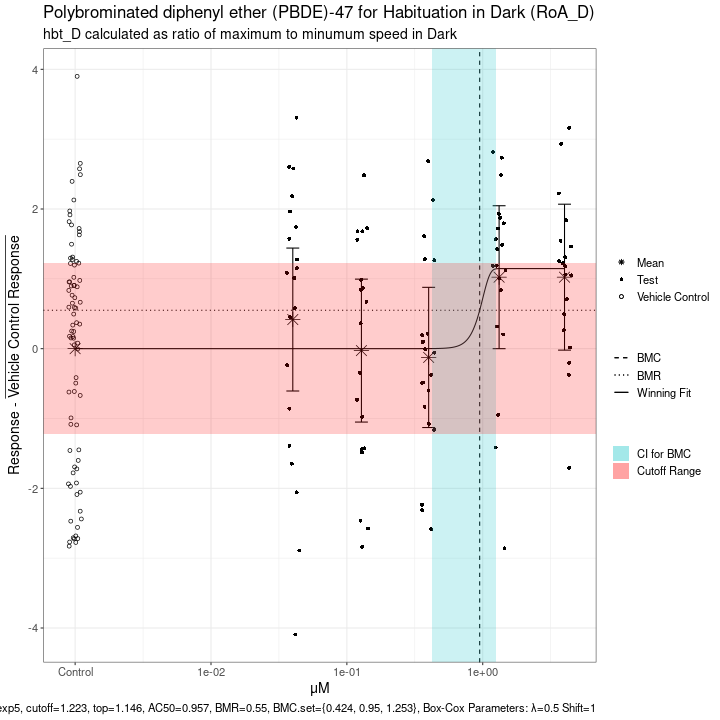 Polybrominated diphenyl ether (PBDE)-47 for Habituation in Dark (RoA_D)
hbt_D calculated as ratio of maximum to minumum speed in Dark
Response - Vehicle Control Response
4
2
0
-2
-4
Control
1e-02
1e-01
1e+00
μM
Mean
Test
Vehicle Control
BMC
BMR
Winning Fit
CI for BMC
Cutoff Range
exp5, cutoff=1.223, top=1.146, AC50=0.957, BMR=0.55, BMC.set={0.424, 0.95, 1.253}, Box-Cox Parameters: λ=0.5 Shift=1